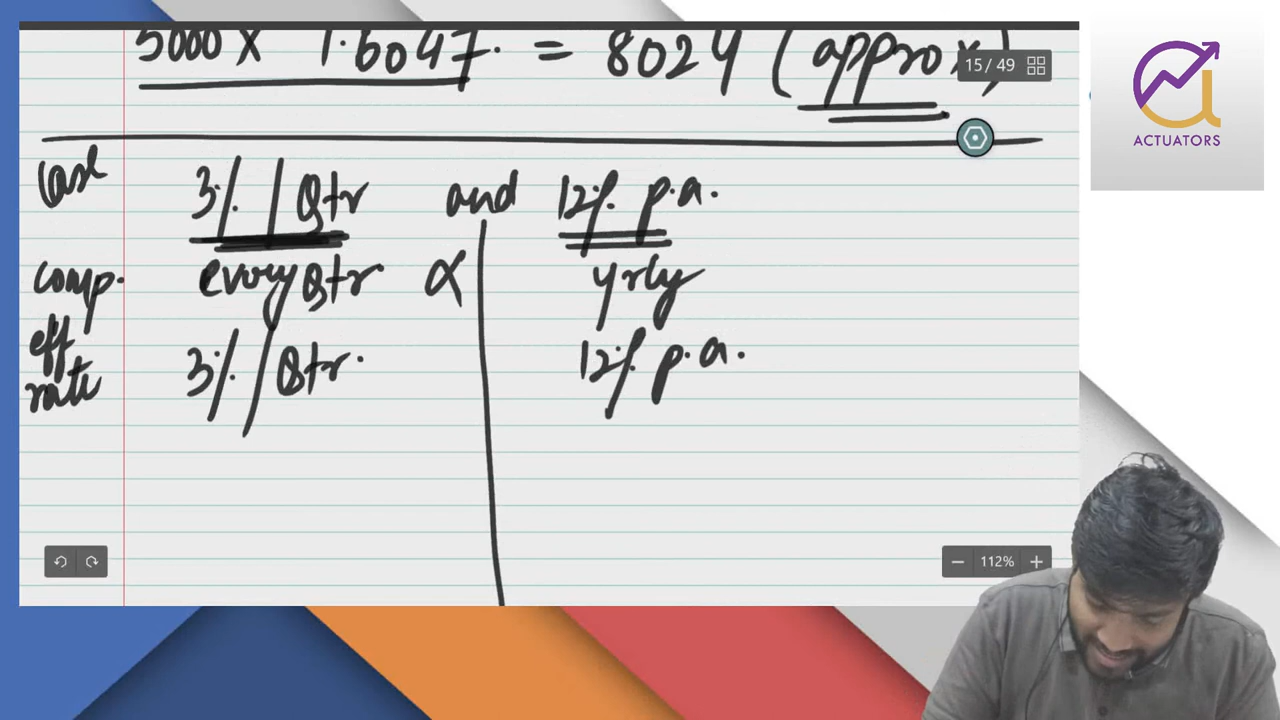 5000 x 1.6047. = 8024 (approx)
15 / 49
ACTUATORS
Case 3% / Qtr and 12% p.a.
comp. every Qtr yrly
eff rate 3% / Qtr. 12% p.a.
112%